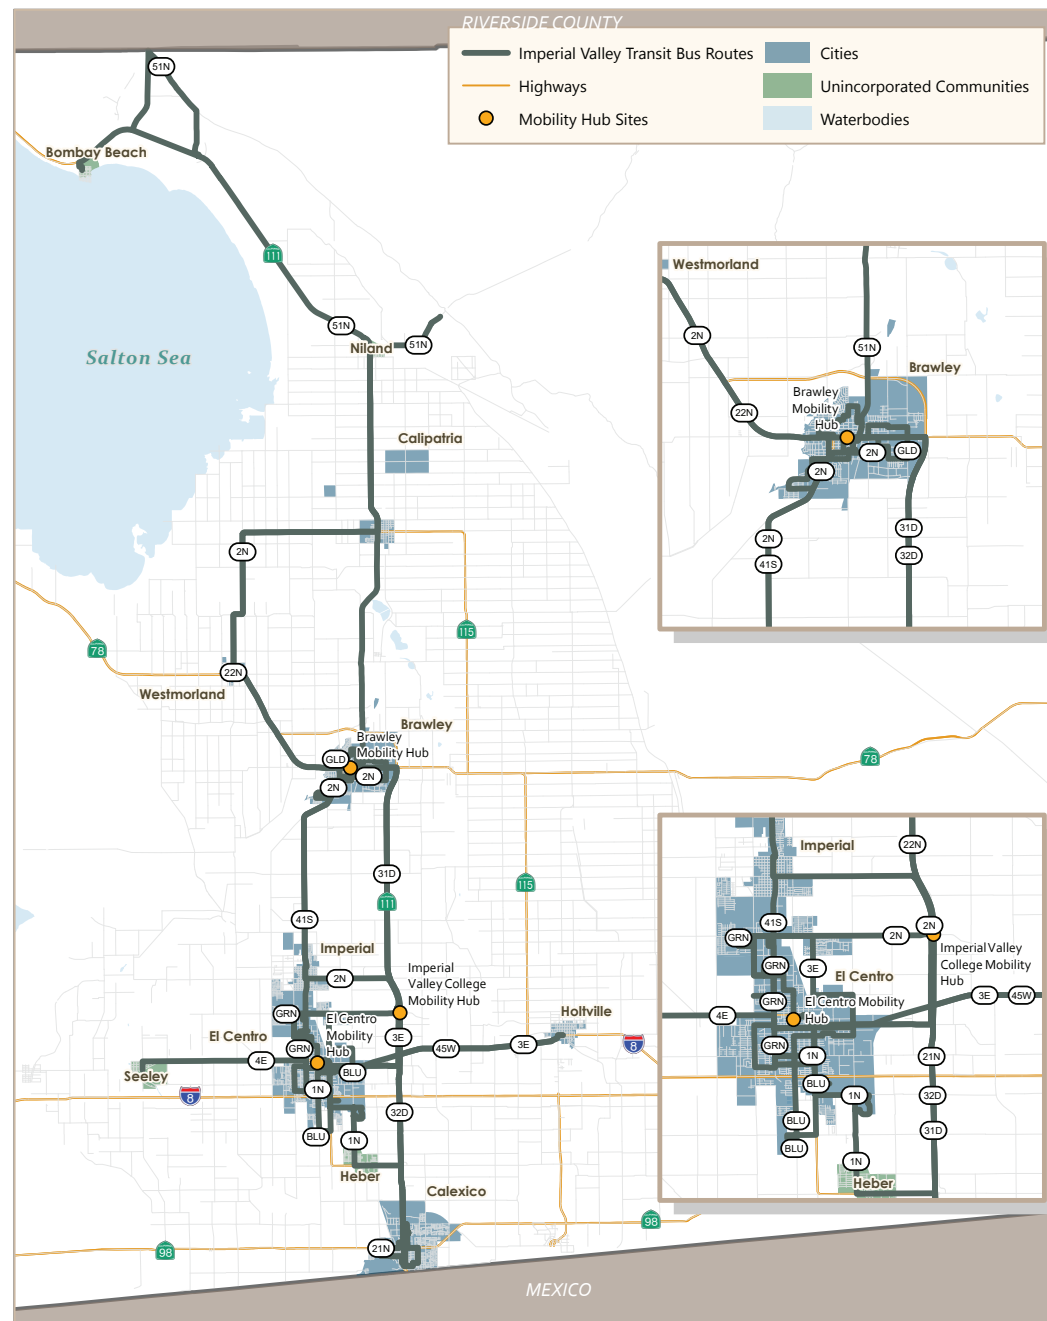 RIVERSIDE COUNTY
Imperial Valley Transit Bus Routes
Highways
Mobility Hub Sites
Cities
Unincorporated Communities
Waterbodies
51N
Bombay Beach
111
51N
Niland
51N
Salton Sea
Calipatria
2N
115
78
22N
Westmorland
Brawley
Brawley
Mobility Hub
GLD
2N
2N
78
31D
111
115
41S
Imperial
2N
Imperial
Valley College
Mobility Hub
Holtville
GRN
El Centro
El Centro
Mobility
Hub
3E
GRN
45W
3E
8
4E
BLU
Seeley
8
1N
32D
BLU
1N
Heber
Calexico
98
21N
98
MEXICO
Westmorland
2N
51N
Brawley
Brawley
Mobility
Hub
22N
2N
GLD
2N
31D
2N
32D
41S
Imperial
22N
41S
GRN
2N
2N
Imperial Valley
College Mobility
Hub
GRN
3E
El Centro
GRN
El Centro Mobility
Hub
3E
45W
4E
GRN
1N
21N
BLU
1N
32D
BLU
31D
BLU
1N
Heber